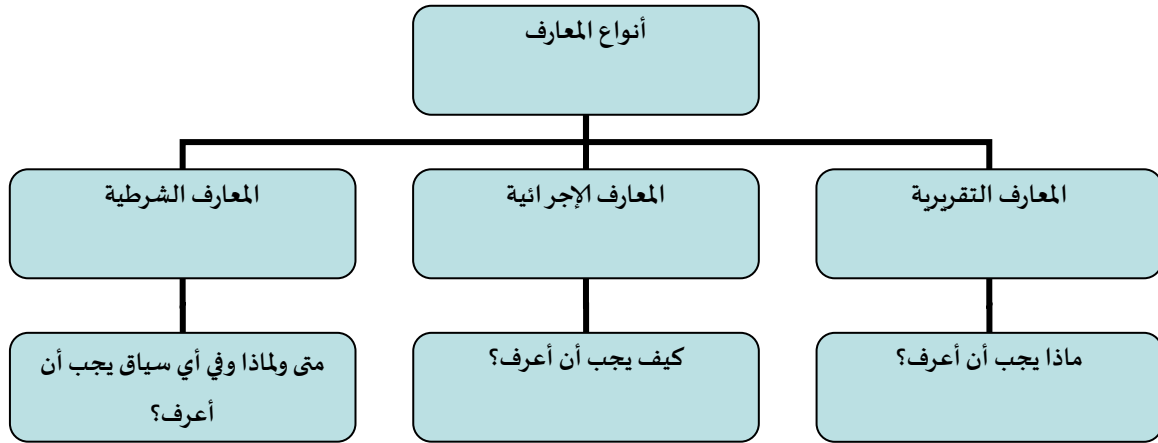 أنواع المعارف
المعارف التقريرية
المعارف الإجرائية
المعارف الشرطية
ماذا يجب أن أعرف؟
كيف يجب أن أعرف؟
متى ولماذا وفي أي سياق يجب أن
أعرف؟